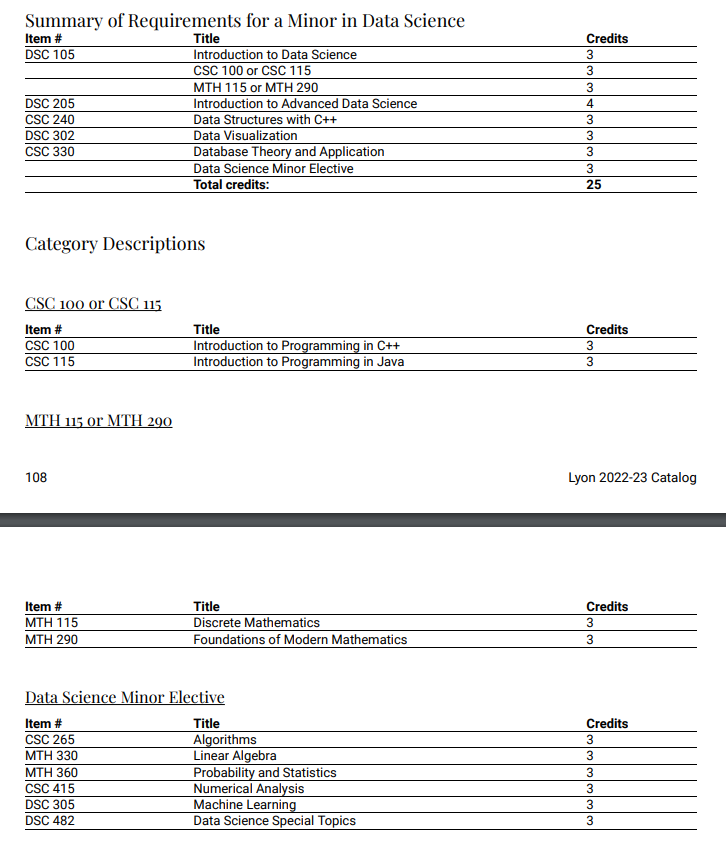 Summary of Requirements for a Minor in Data Science
Item # Title Credits
DSC 105 Introduction to Data Science 3
CSC 100 or CSC 115 3
MTH 115 or MTH 290 3
DSC 205 Introduction to Advanced Data Science 4
CSC 240 Data Structures with C++ 3
DSC 302 Data Visualization 3
CSC 330 Database Theory and Application 3
Data Science Minor Elective 3
Total credits: 25
Category Descriptions
CSC 100 or CSC 115
Item # Title Credits
CSC 100 Introduction to Programming in C++ 3
CSC 115 Introduction to Programming in Java 3
MTH 115 or MTH 290
108 Lyon 2022-23 Catalog
Item # Title Credits
MTH 115 Discrete Mathematics 3
MTH 290 Foundations of Modern Mathematics 3
Data Science Minor Elective
Item # Title Credits
CSC 265 Algorithms 3
MTH 330 Linear Algebra 3
MTH 360 Probability and Statistics 3
CSC 415 Numerical Analysis 3
DSC 305 Machine Learning 3
DSC 482 Data Science Special Topics 3